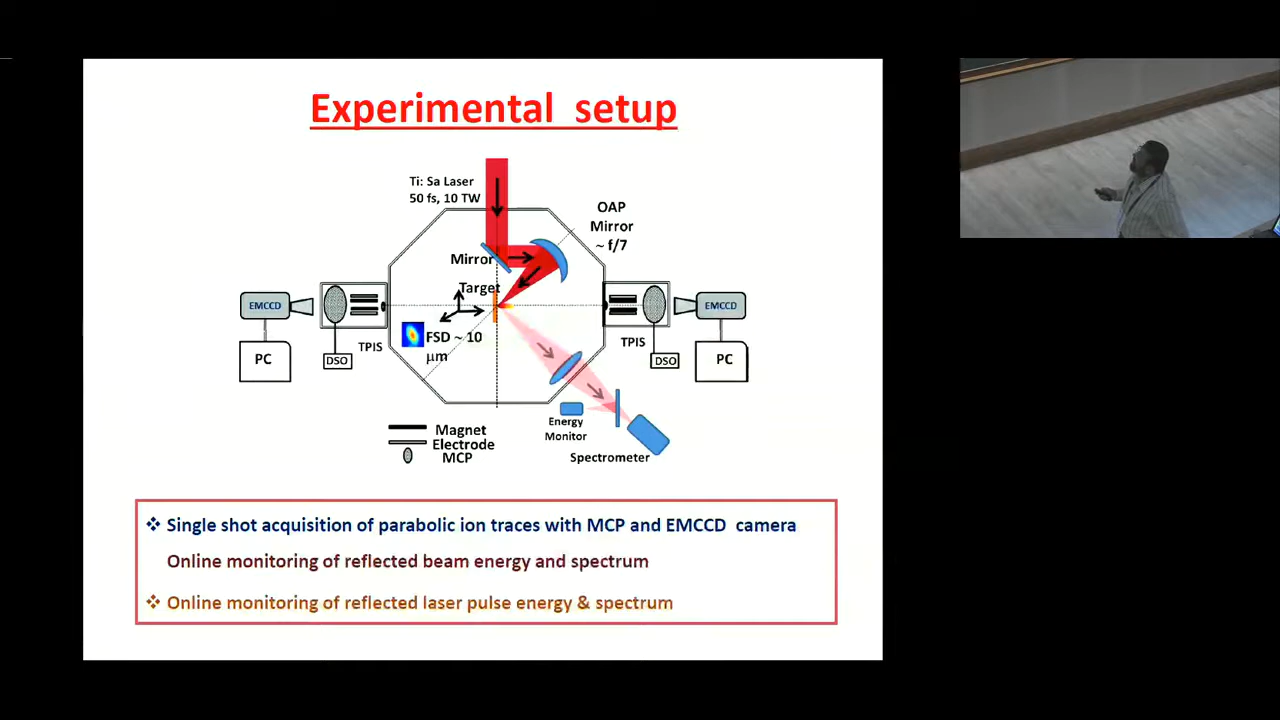 Experimental setup
Ti: Sa Laser
50 fs, 10 TW
OAP
Mirror
~ f/7
Mirror
Target
EMCCD
EMCCD
FSD ~ 10
μm
TPIS
TPIS
PC
DSO
DSO
PC
Energy
Monitor
Spectrometer
Magnet
Electrode
MCP
❖ Single shot acquisition of parabolic ion traces with MCP and EMCCD camera
Online monitoring of reflected beam energy and spectrum
❖ Online monitoring of reflected laser pulse energy & spectrum